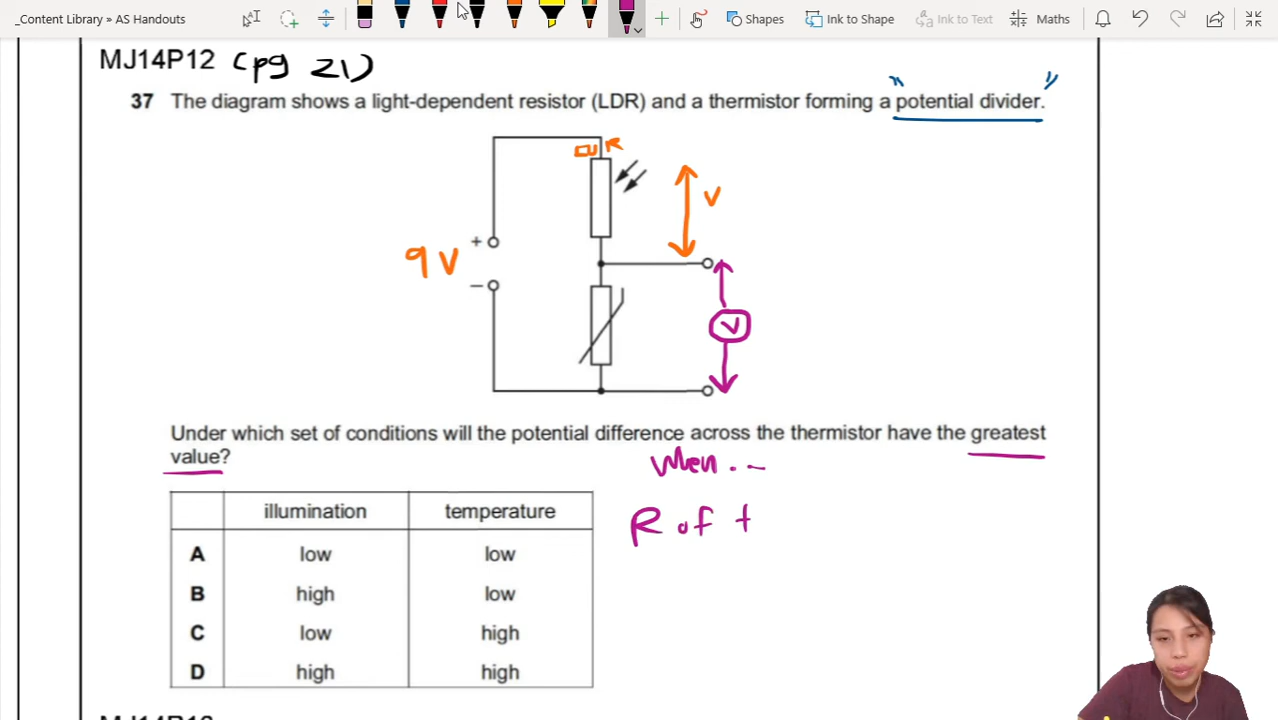 _Content Library » AS Handouts
Shapes
Ink to Shape
Ink to Text
Maths
MJ14P12 (pg 21)
37 The diagram shows a light-dependent resistor (LDR) and a thermistor forming a "potential divider."
R
V
+
9V
–
V
Under which set of conditions will the potential difference across the thermistor have the greatest
value?
when...
R of t
illumination temperature
A low low
B high low
C low high
D high high